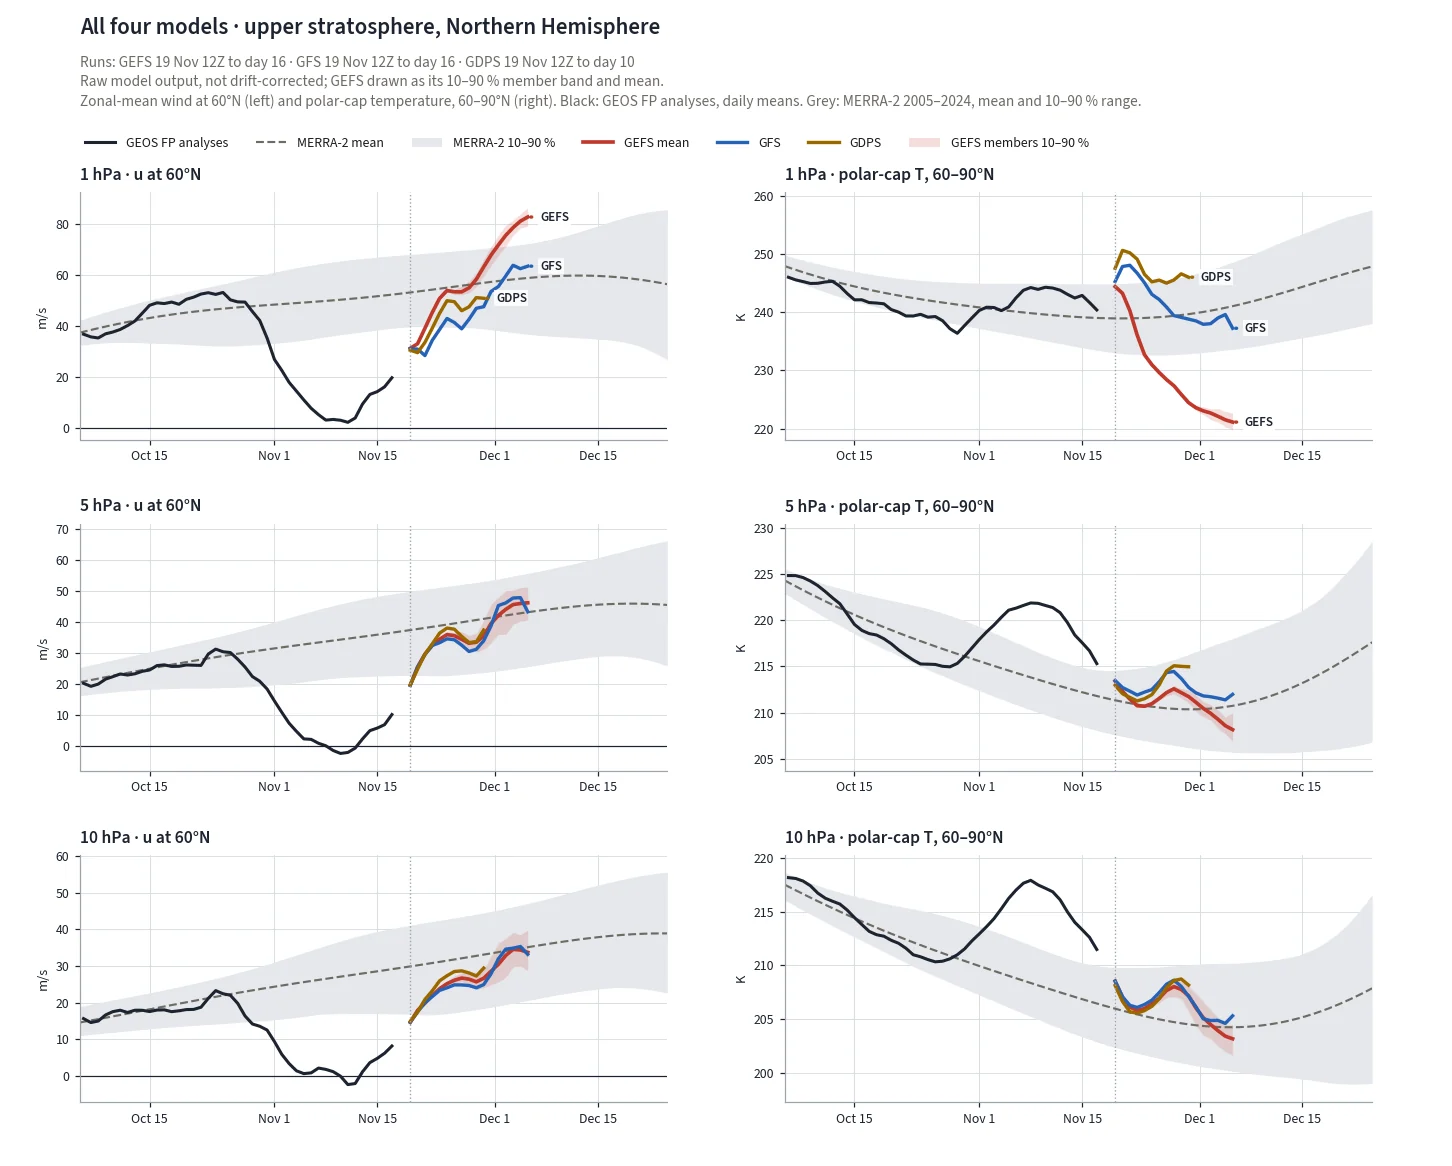 All four models · upper stratosphere, Northern Hemisphere
Runs: GEFS 19 Nov 12Z to day 16 · GFS 19 Nov 12Z to day 16 · GDPS 19 Nov 12Z to day 10
Raw model output, not drift-corrected; GEFS drawn as its 10–90 % member band and mean.
Zonal-mean wind at 60°N (left) and polar-cap temperature, 60–90°N (right). Black: GEOS FP analyses, daily means. Grey: MERRA-2 2005–2024, mean and 10–90 % range.
GEOS FP analyses MERRA-2 mean MERRA-2 10–90 % GEFS mean GFS GDPS GEFS members 10–90 %
1 hPa · u at 60°N
80
60
40
20
0
m/s
GEFS
GFS
GDPS
Oct 15 Nov 1 Nov 15 Dec 1 Dec 15
1 hPa · polar-cap T, 60–90°N
260
250
240
230
220
K
GDPS
GFS
GEFS
Oct 15 Nov 1 Nov 15 Dec 1 Dec 15
5 hPa · u at 60°N
70
60
50
40
30
20
10
0
m/s
Oct 15 Nov 1 Nov 15 Dec 1 Dec 15
5 hPa · polar-cap T, 60–90°N
230
225
220
215
210
205
K
Oct 15 Nov 1 Nov 15 Dec 1 Dec 15
10 hPa · u at 60°N
60
50
40
30
20
10
0
m/s
Oct 15 Nov 1 Nov 15 Dec 1 Dec 15
10 hPa · polar-cap T, 60–90°N
220
215
210
205
200
K
Oct 15 Nov 1 Nov 15 Dec 1 Dec 15